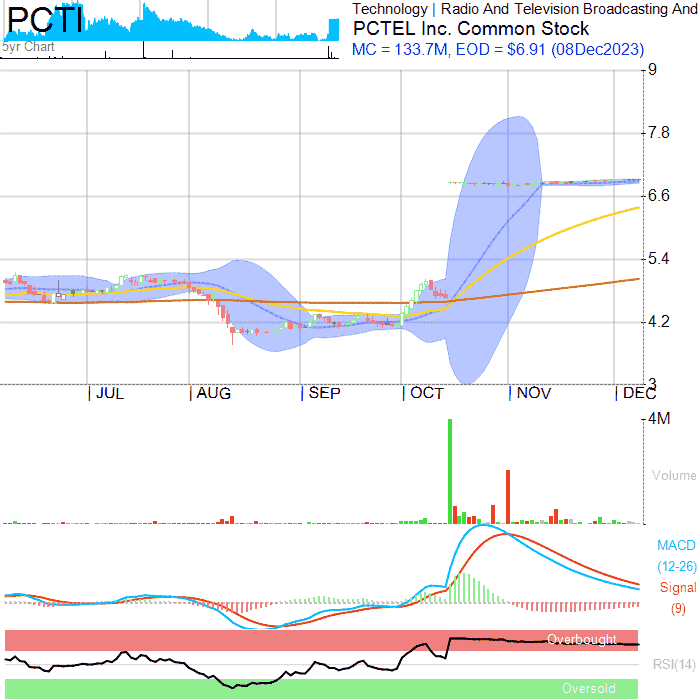 PCTI
5yr Chart
Technology | Radio And Television Broadcasting And
PCTEL Inc. Common Stock
MC = 133.7M, EOD = $6.91 (08Dec2023)
9
7.8
6.6
5.4
4.2
3
JUL
AUG
SEP
OCT
NOV
DEC
4M
Volume
MACD
(12-26)
Signal
(9)
Overbought
RSI(14)
Oversold